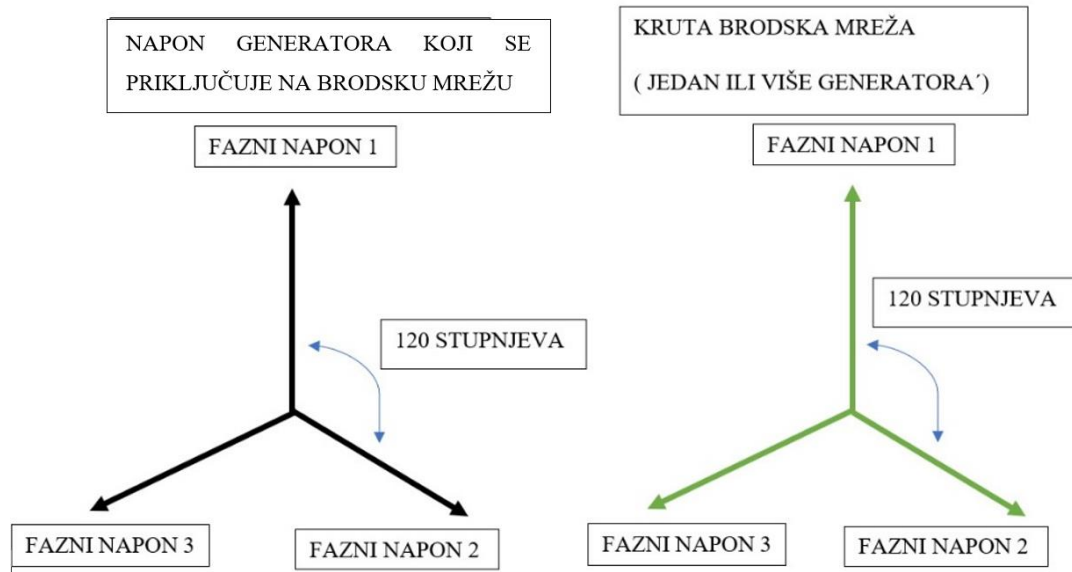 NAPON GENERATORA KOJI SE
PRIKLJUČUJE NA BRODSKU MREŽU
FAZNI NAPON 1
120 STUPNJEVA
FAZNI NAPON 3
FAZNI NAPON 2
KRUTA BRODSKA MREŽA
( JEDAN ILI VIŠE GENERATORA´)
FAZNI NAPON 1
120 STUPNJEVA
FAZNI NAPON 3
FAZNI NAPON 2